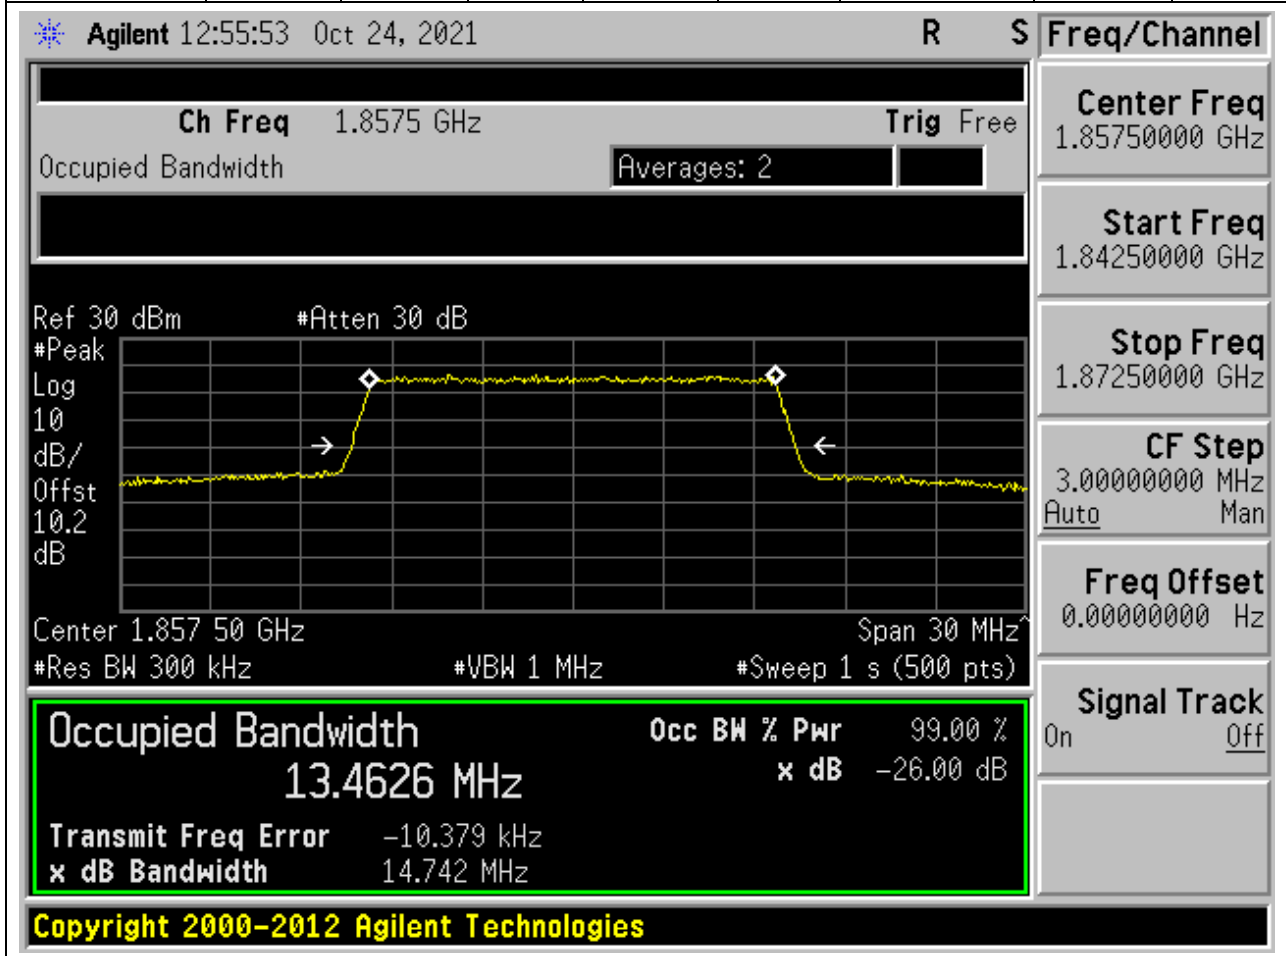 Agilent 12:55:53 Oct 24, 2021 R S
Ch Freq 1.8575 GHz Trig Free
Occupied Bandwidth Averages: 2
Ref 30 dBm #Atten 30 dB
#Peak
Log
10
dB/
Offst
10.2
dB
Center 1.857 50 GHz Span 30 MHz^
#Res BW 300 kHz #VBW 1 MHz #Sweep 1 s (500 pts)
Occupied Bandwidth Occ BW % Pwr 99.00 %
13.4626 MHz x dB -26.00 dB
Transmit Freq Error -10.379 kHz
x dB Bandwidth 14.742 MHz
Copyright 2000-2012 Agilent Technologies
Freq/Channel
Center Freq
1.85750000 GHz
Start Freq
1.84250000 GHz
Stop Freq
1.87250000 GHz
CF Step
3.00000000 MHz
Auto Man
Freq Offset
0.00000000 Hz
Signal Track
On Off